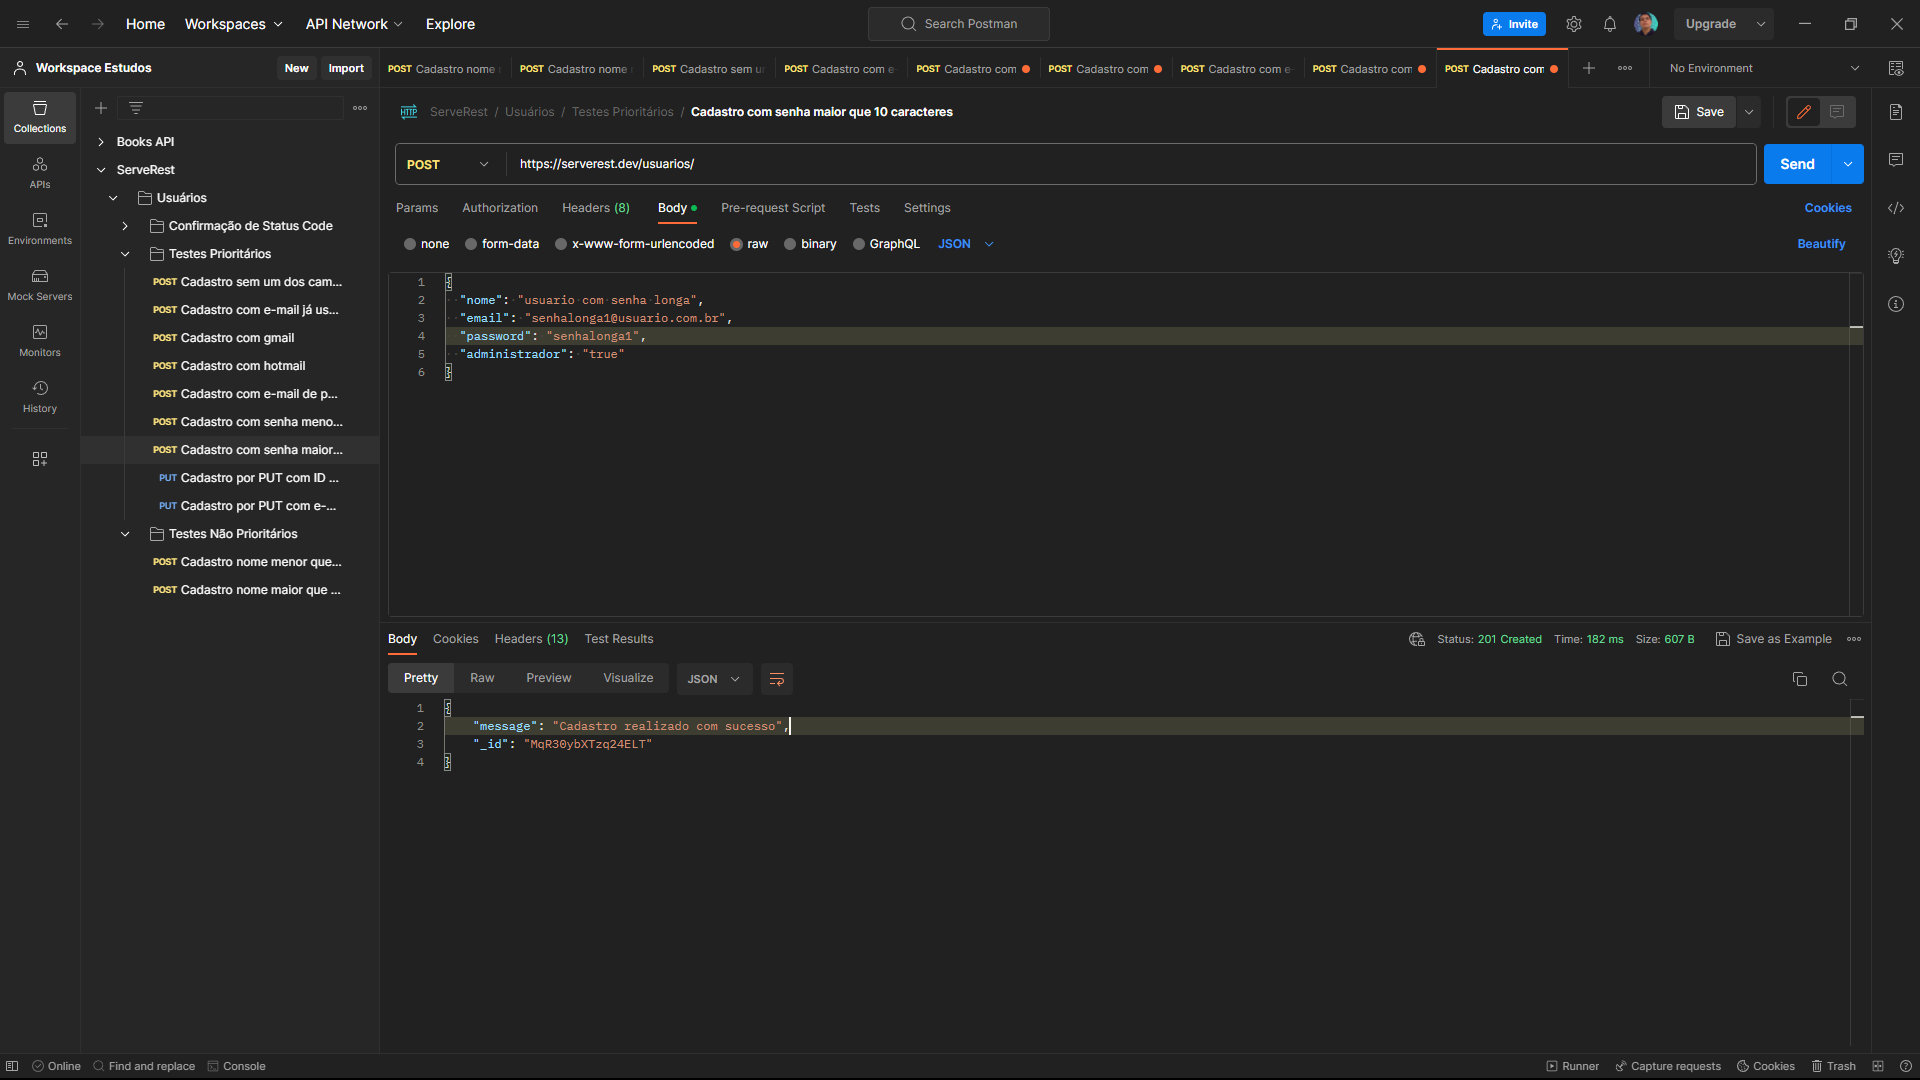 Home Workspaces API Network Explore Search Postman Invite Upgrade
Workspace Estudos New Import POST Cadastro nome POST Cadastro nome POST Cadastro sem u POST Cadastro com e POST Cadastro com POST Cadastro com POST Cadastro com e- POST Cadastro com POST Cadastro com No Environment
Collections
APIs
Environments
Mock Servers
Monitors
History
Books API
ServeRest
Usuários
Confirmação de Status Code
Testes Prioritários
POST Cadastro sem um dos cam...
POST Cadastro com e-mail já us...
POST Cadastro com gmail
POST Cadastro com hotmail
POST Cadastro com e-mail de p...
POST Cadastro com senha meno...
POST Cadastro com senha maior...
PUT Cadastro por PUT com ID ...
PUT Cadastro por PUT com e-...
Testes Não Prioritários
POST Cadastro nome menor que...
POST Cadastro nome maior que ...
HTTP ServeRest / Usuários / Testes Prioritários / Cadastro com senha maior que 10 caracteres Save
POST https://serverest.dev/usuarios/ Send
Params Authorization Headers (8) Body Pre-request Script Tests Settings Cookies
none form-data x-www-form-urlencoded raw binary GraphQL JSON Beautify
1 {
2 "nome": "usuario com senha longa",
3 "email": "senhalonga1@usuario.com.br",
4 "password": "senhalonga1",
5 "administrador": "true"
6 }
Body Cookies Headers (13) Test Results Status: 201 Created Time: 182 ms Size: 607 B Save as Example
Pretty Raw Preview Visualize JSON
1 {
2 "message": "Cadastro realizado com sucesso",
3 "_id": "MqR30ybXTzq24ELT"
4 }
Online Find and replace Console Runner Capture requests Cookies Trash